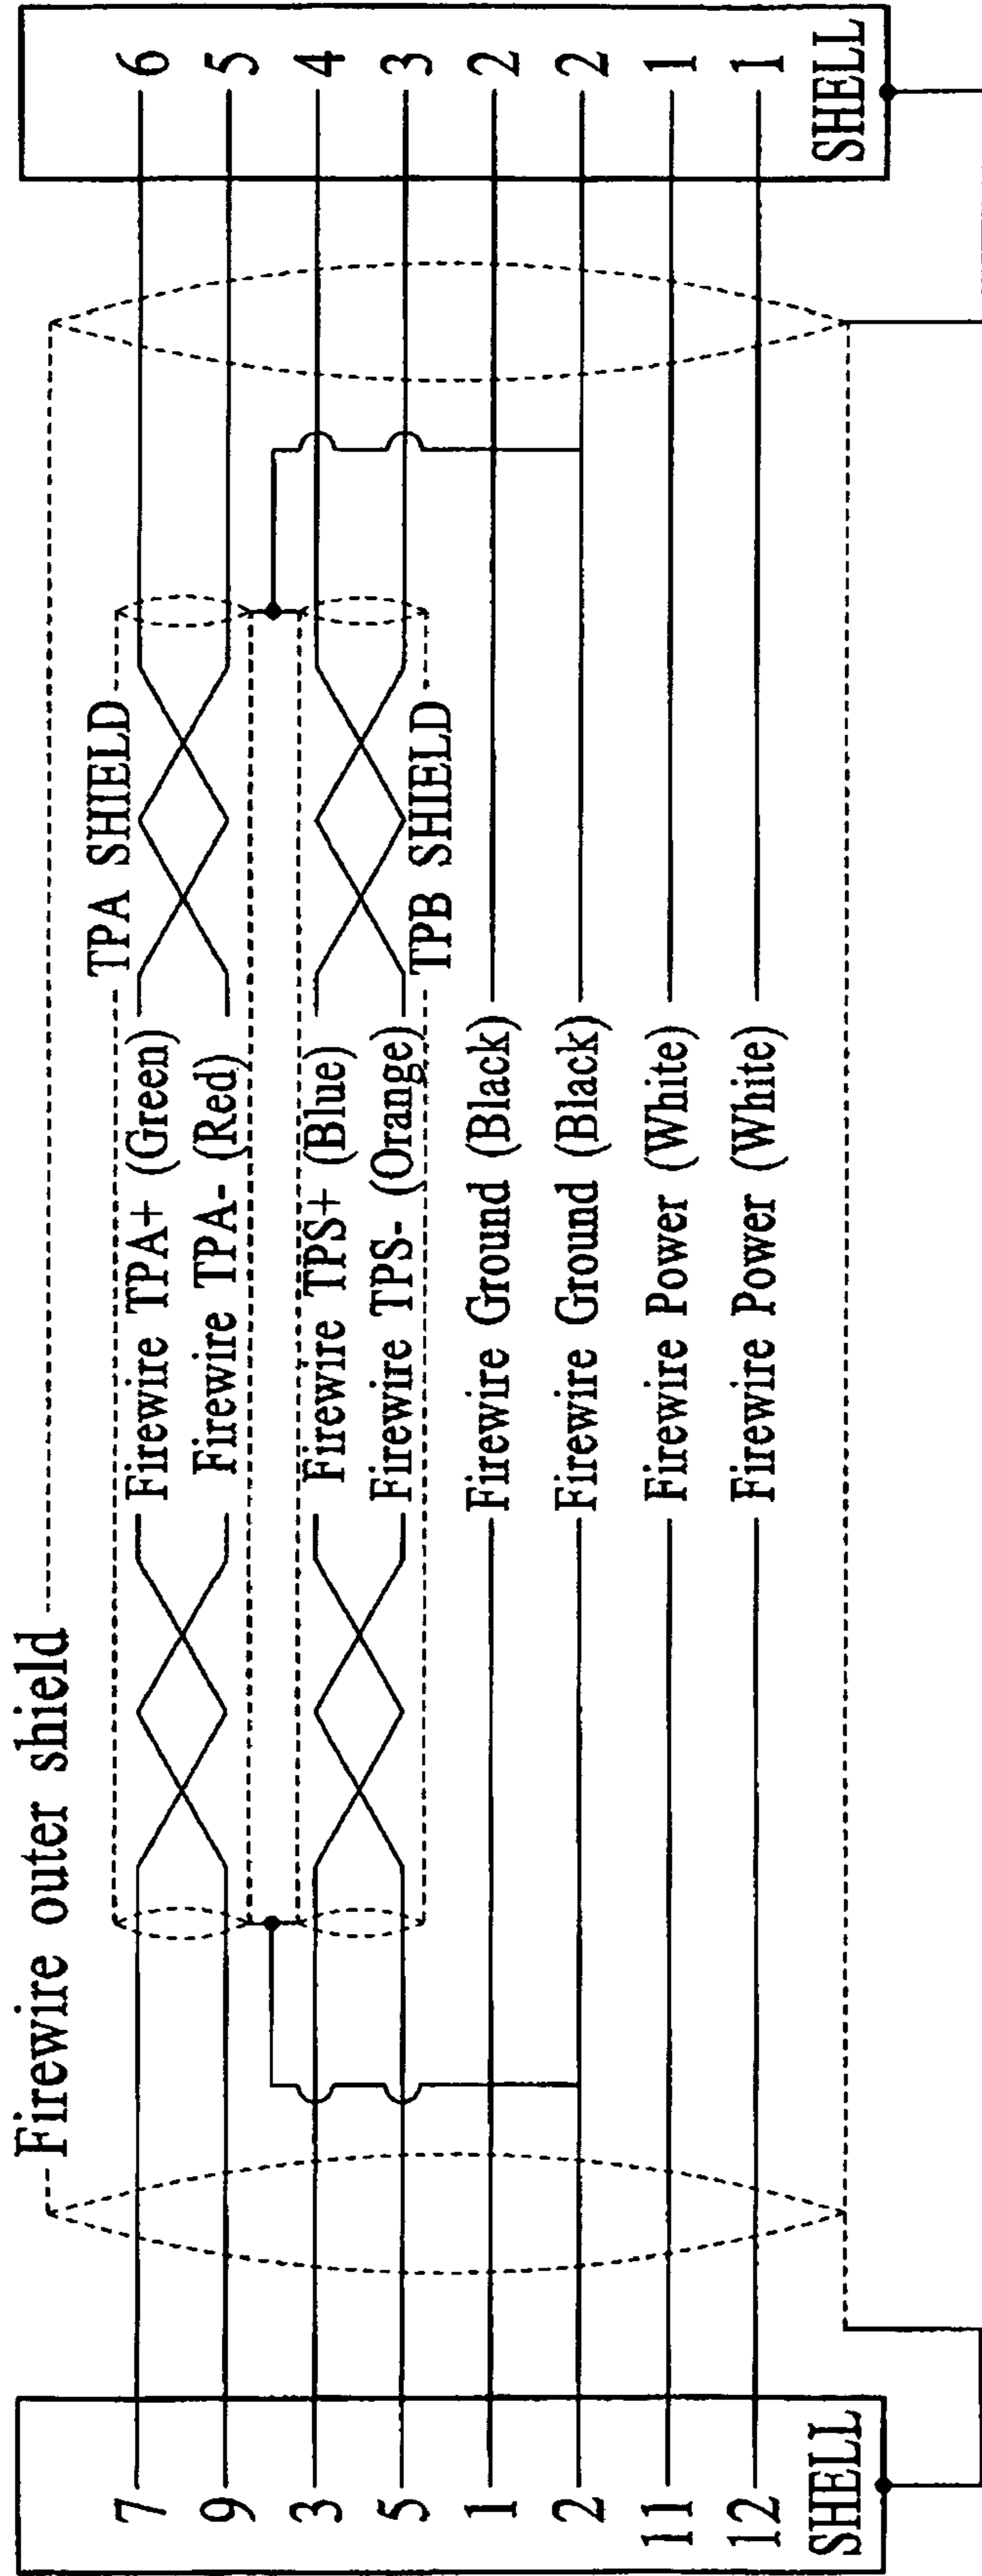 Firewire outer shield
TPA SHIELD
7 Firewire TPA+ (Green) 6
9 Firewire TPA- (Red) 5
3 Firewire TPS+ (Blue) 4
5 Firewire TPS- (Orange) 3
TPB SHIELD
1 Firewire Ground (Black) 2
2 Firewire Ground (Black) 2
11 Firewire Power (White) 1
12 Firewire Power (White) 1
SHELL SHELL